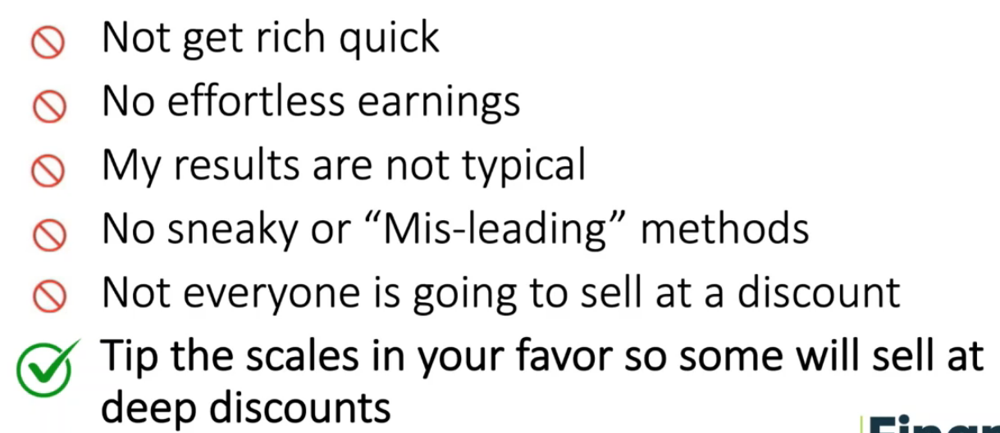 Not get rich quick
No effortless earnings
My results are not typical
No sneaky or “Mis-leading” methods
Not everyone is going to sell at a discount
Tip the scales in your favor so some will sell at
deep discounts